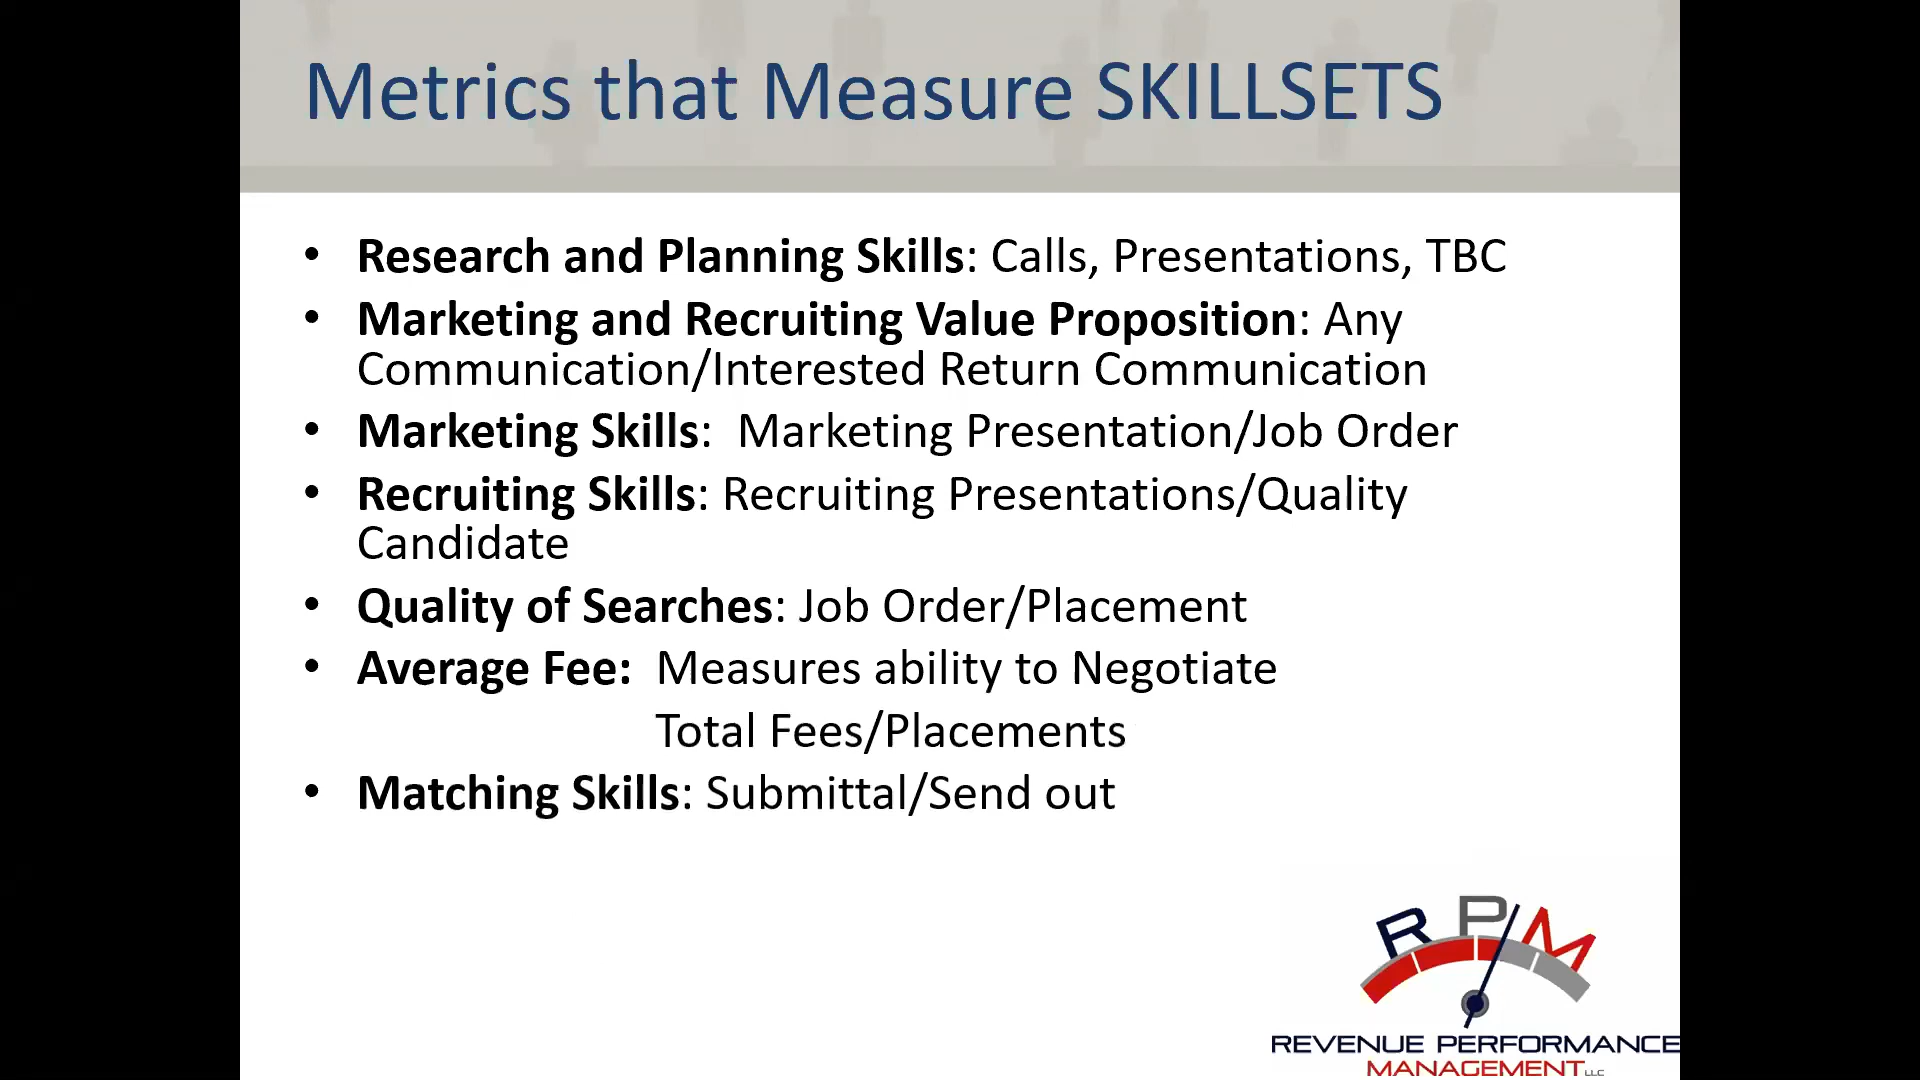 Metrics that Measure SKILLSETS
• Research and Planning Skills: Calls, Presentations, TBC
• Marketing and Recruiting Value Proposition: Any
Communication/Interested Return Communication
• Marketing Skills:  Marketing Presentation/Job Order
• Recruiting Skills: Recruiting Presentations/Quality
Candidate
• Quality of Searches: Job Order/Placement
• Average Fee:  Measures ability to Negotiate
Total Fees/Placements
• Matching Skills: Submittal/Send out
RPM
REVENUE PERFORMANCE
MANAGEMENT LLC